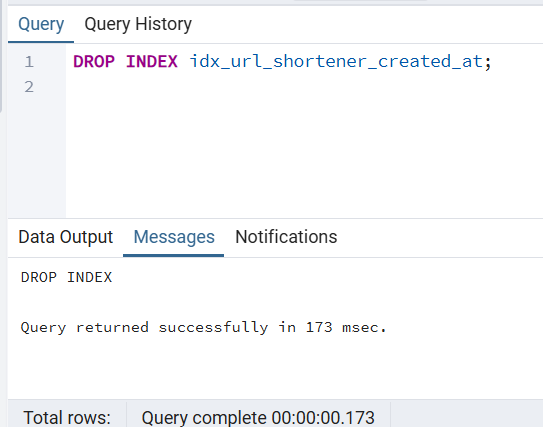 Query Query History
1 DROP INDEX idx_url_shortener_created_at;
2
Data Output Messages Notifications
DROP INDEX
Query returned successfully in 173 msec.
Total rows: Query complete 00:00:00.173